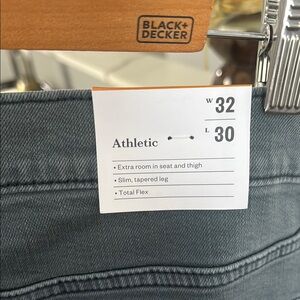 BLACK+
DECKER
W 32
L 30
Athletic
• Extra room in seat and thigh
• Slim, tapered leg
• Total Flex